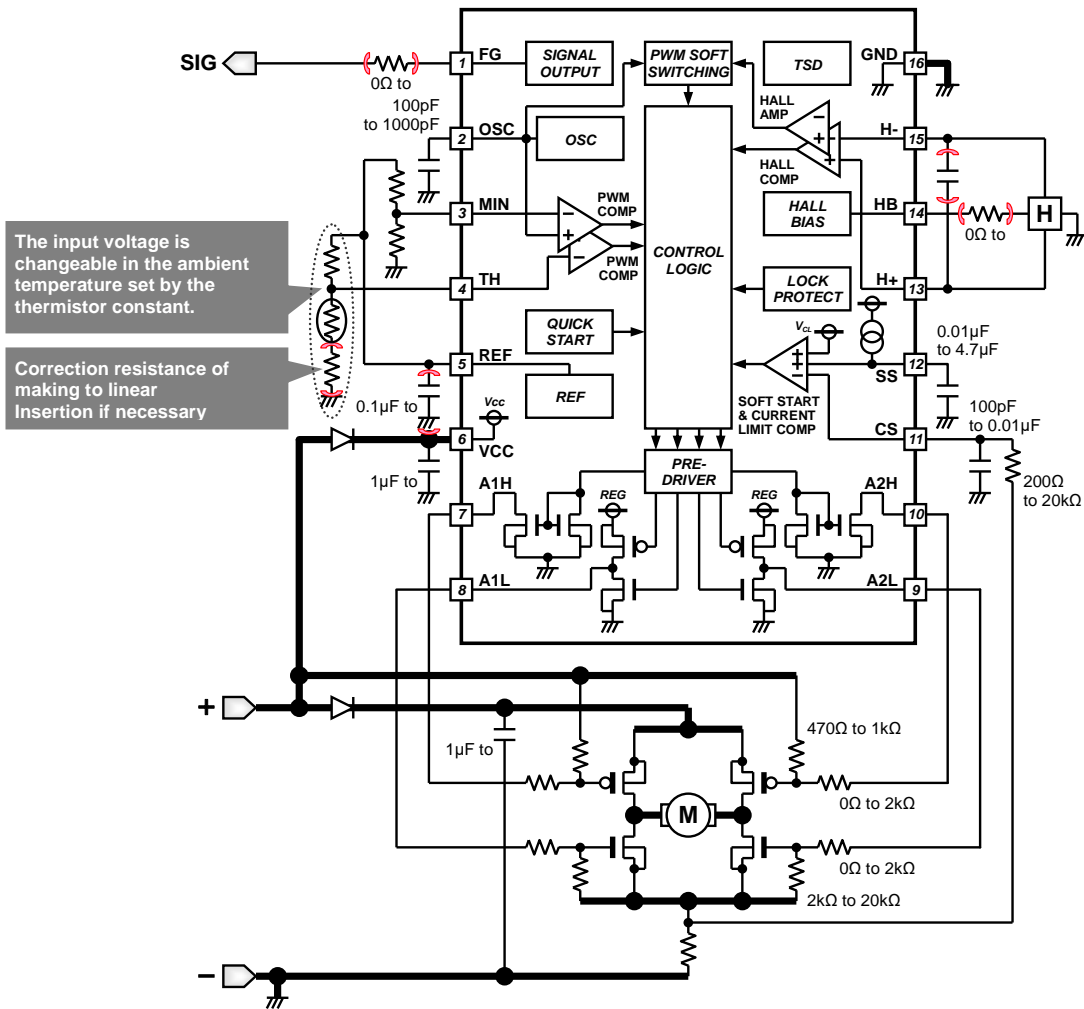 SIG
0Ω to
1
FG
SIGNAL
OUTPUT
PWM SOFT
SWITCHING
TSD
GND
16
100pF
to 1000pF
2
OSC
OSC
HALL
AMP
HALL
COMP
H-
15
3
MIN
PWM
COMP
PWM
COMP
CONTROL
LOGIC
HALL
BIAS
HB
14
0Ω to
H
The input voltage is
changeable in the ambient
temperature set by the
thermistor constant.
4
TH
LOCK
PROTECT
H+
13
QUICK
START
Correction resistance of
making to linear
Insertion if necessary
5
REF
REF
0.1µF to
VCL
SS
12
0.01µF
to 4.7µF
SOFT START
& CURRENT
LIMIT COMP
CS
11
100pF
to 0.01µF
200Ω
to 20kΩ
6
VCC
Vcc
1µF to
PRE-
DRIVER
7
A1H
REG
REG
A2H
10
8
A1L
A2L
9
+
1µF to
470Ω to 1kΩ
0Ω to 2kΩ
M
0Ω to 2kΩ
2kΩ to 20kΩ
−